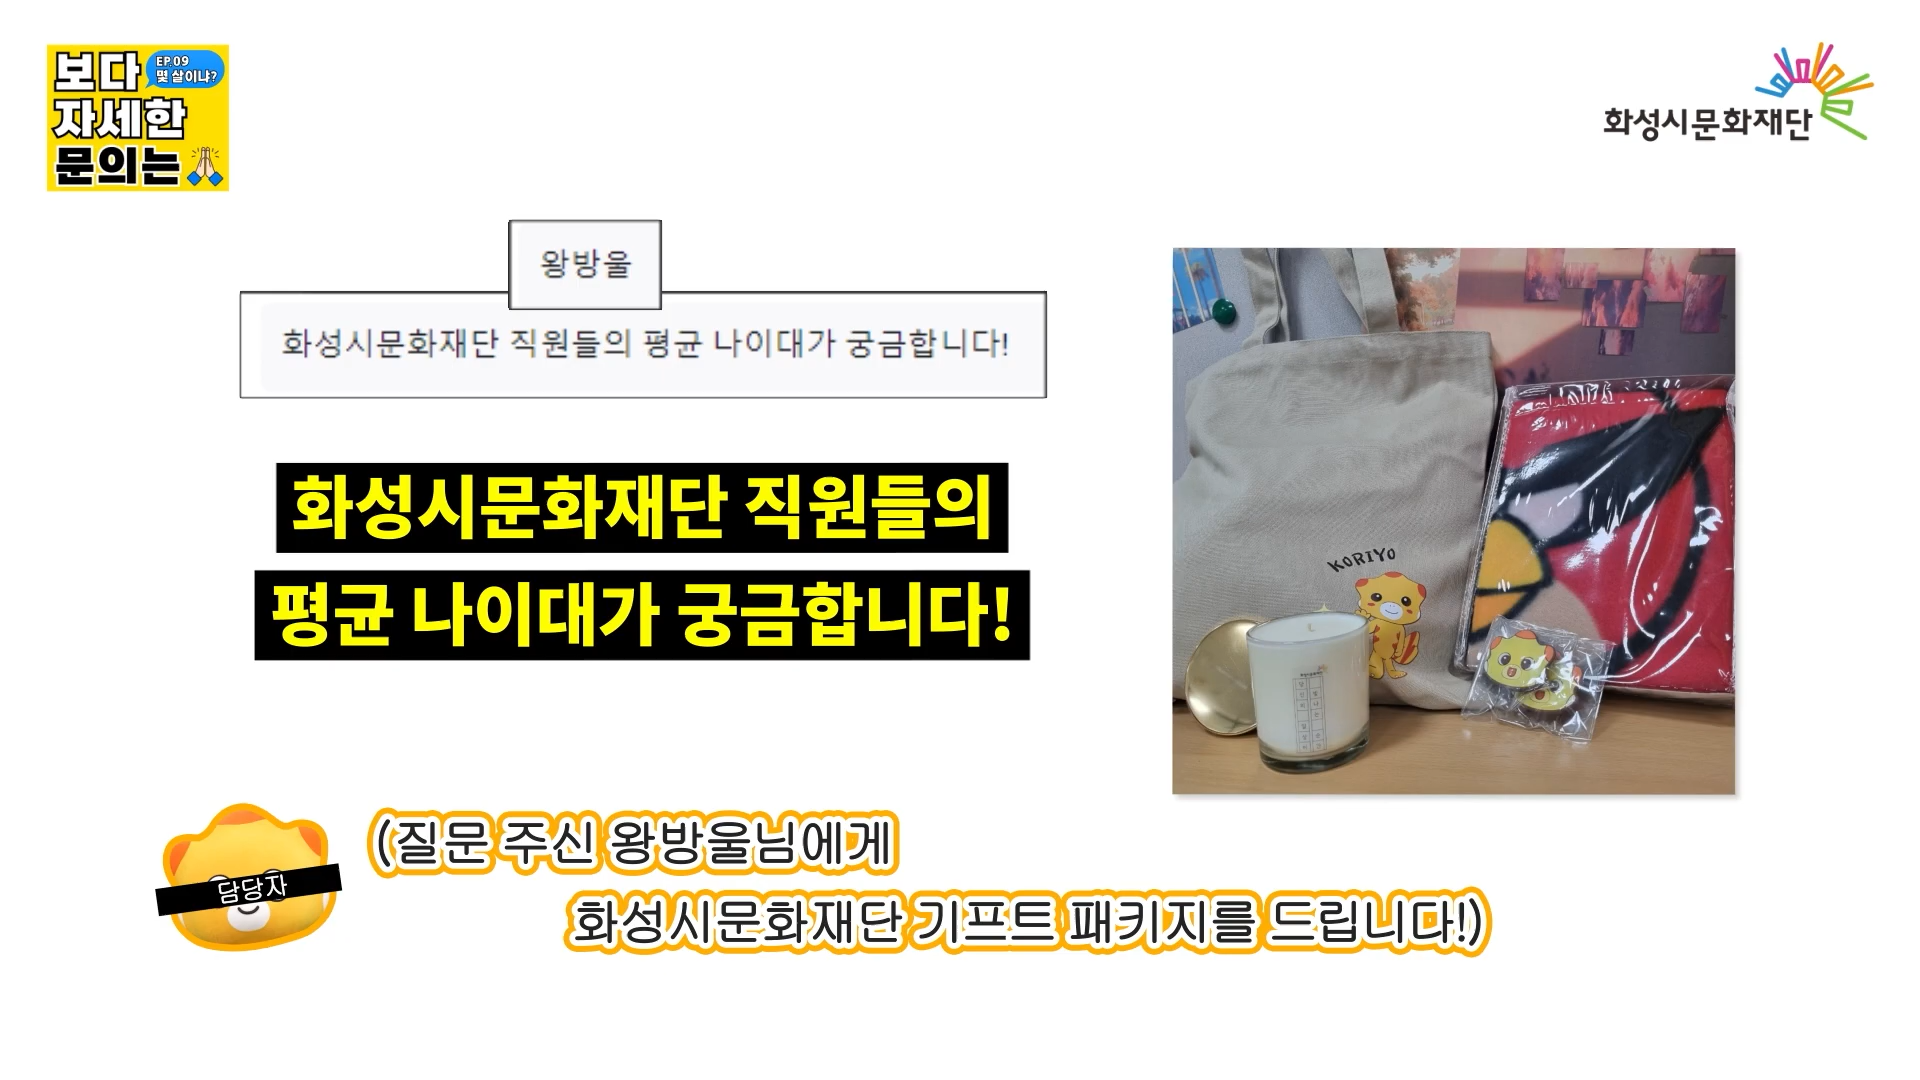 보다
EP.09
몇 살이냐?
자세한
문의는
화성시문화재단
왕방울
화성시문화재단 직원들의 평균 나이대가 궁금합니다!
화성시문화재단 직원들의
평균 나이대가 궁금합니다!
KORIYO
담당자
(질문 주신 왕방울님에게
화성시문화재단 기프트 패키지를 드립니다!)